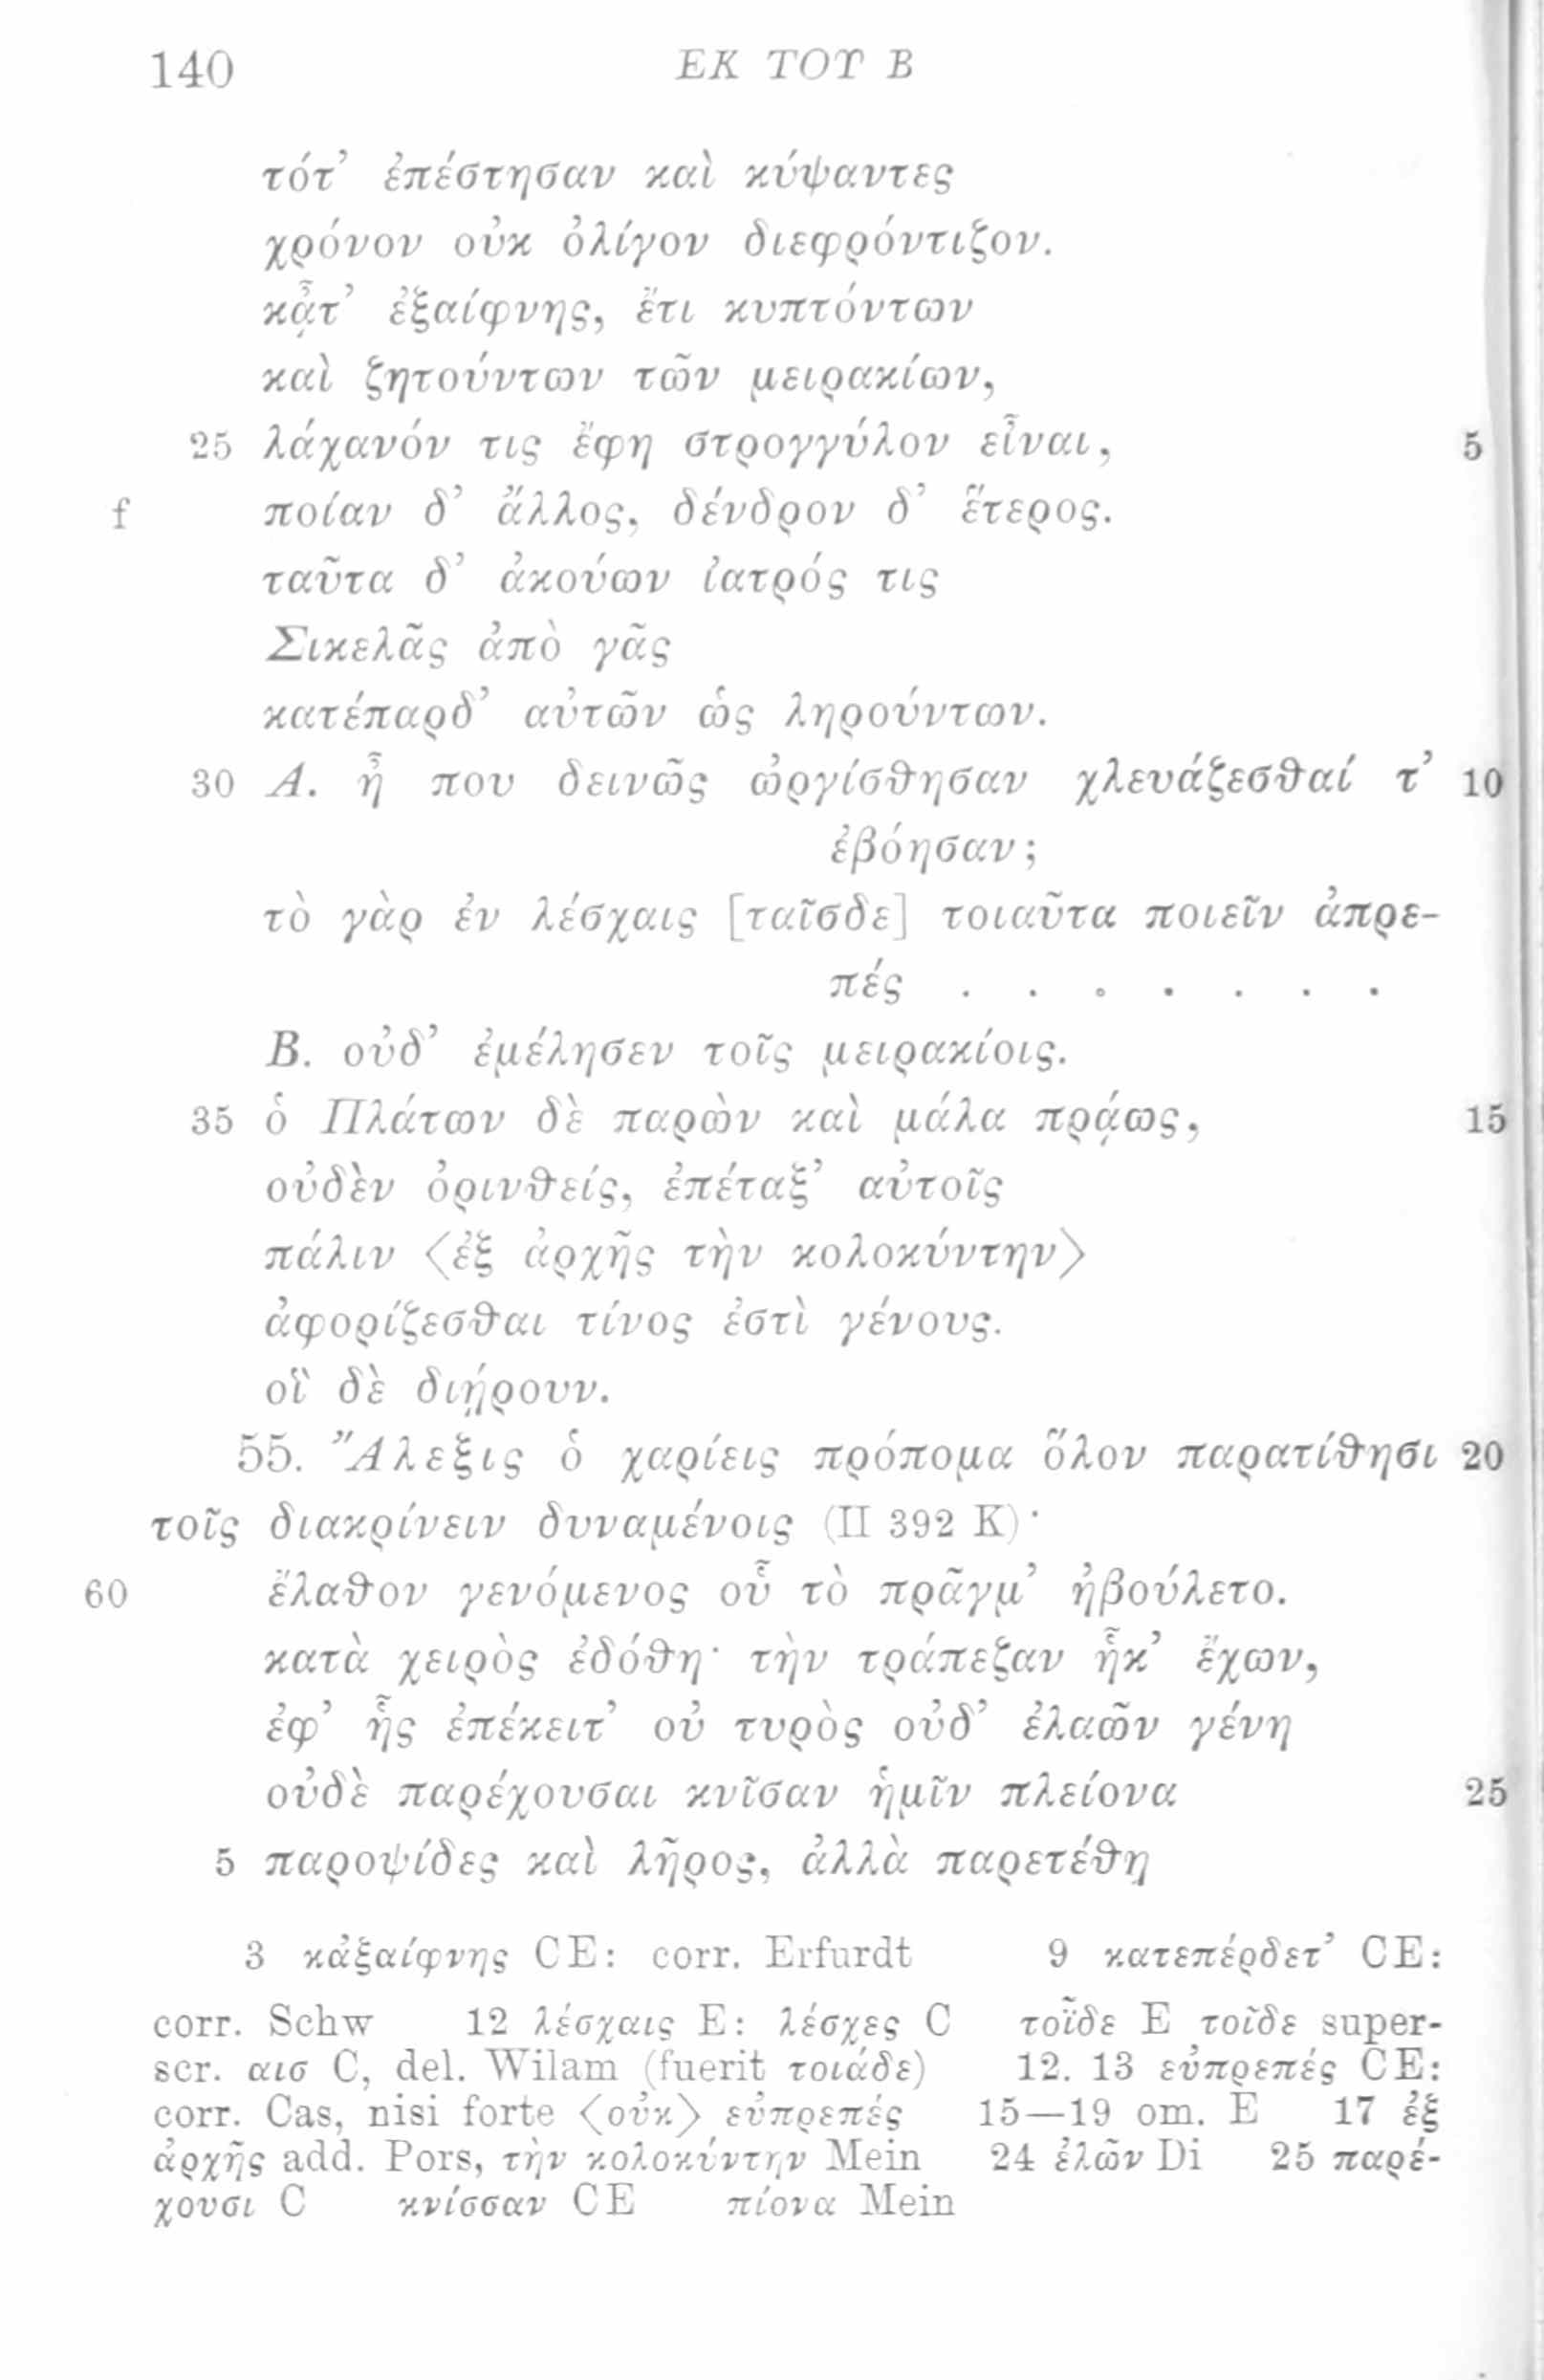 140 ΕΚ ΤΟΥ Β
τότ’ ἐπέστησαν καὶ κύψαντες
χρόνον οὐκ ὀλίγον διεφρόντιζον.
κᾆτ’ ἐξαίφνης, ἔτι κυπτόντων
καὶ ζητούντων τῶν μειρακίων,
25 λάχανόν τις ἔφη στρογγύλον εἶναι, 5
f ποίαν δ’ ἄλλος, δένδρον δ’ ἕτερος.
ταῦτα δ’ ἀκούων ἰατρός τις
Σικελᾶς ἀπὸ γᾶς
κατέπαρδ’ αὐτῶν ὡς ληρούντων.
30 Α. ἦ που δεινῶς ὠργίσθησαν χλευάζεσθαί τ’ 10
ἐβόησαν;
τὸ γὰρ ἐν λέσχαις [ταῖσδε] τοιαῦτα ποιεῖν ἀπρε-
πές . . . . . . .
Β. οὐδ’ ἐμέλησεν τοῖς μειρακίοις.
35 ὁ Πλάτων δὲ παρὼν καὶ μάλα πρᾴως, 15
οὐδὲν ὀρινθείς, ἐπέταξ’ αὐτοῖς
πάλιν 〈ἐξ ἀρχῆς τὴν κολοκύντην〉
ἀφορίζεσθαι τίνος ἐστὶ γένους.
οἳ δὲ διῄρουν.
55. Ἄλεξις ὁ χαρίεις πρόπομα ὅλον παρατίθησι 20
τοῖς διακρίνειν δυναμένοις (II 392 K)·
60 ἔλαθον γενόμενος οὗ τὸ πρᾶγμ’ ἠβούλετο.
κατὰ χειρὸς ἐδόθη· τὴν τράπεζαν ἧκ’ ἔχων,
ἐφ’ ἧς ἐπέκειτ’ οὐ τυρὸς οὐδ’ ἐλαῶν γένη
οὐδὲ παρέχουσαι κνῖσαν ἡμῖν πλείονα 25
5 παροψίδες καὶ λῆρος, ἀλλὰ παρετέθη
3 κἀξαίφνης CE: corr. Erfurdt 9 κατεπέρδετ’ CE:
corr. Schw 12 λέσχαις E: λέσχες C τοῖδε E τοῖδε super-
scr. αισ C, del. Wilam (fuerit τοιάδε) 12. 13 εὐπρεπές CE:
corr. Cas, nisi forte 〈οὐκ〉 εὐπρεπές 15—19 om. E 17 ἐξ
ἀρχῆς add. Pors, τὴν κολοκύντην Mein 24 ἐλῶν Di 25 παρέ-
χουσι C κνίσσαν CE πίονα Mein